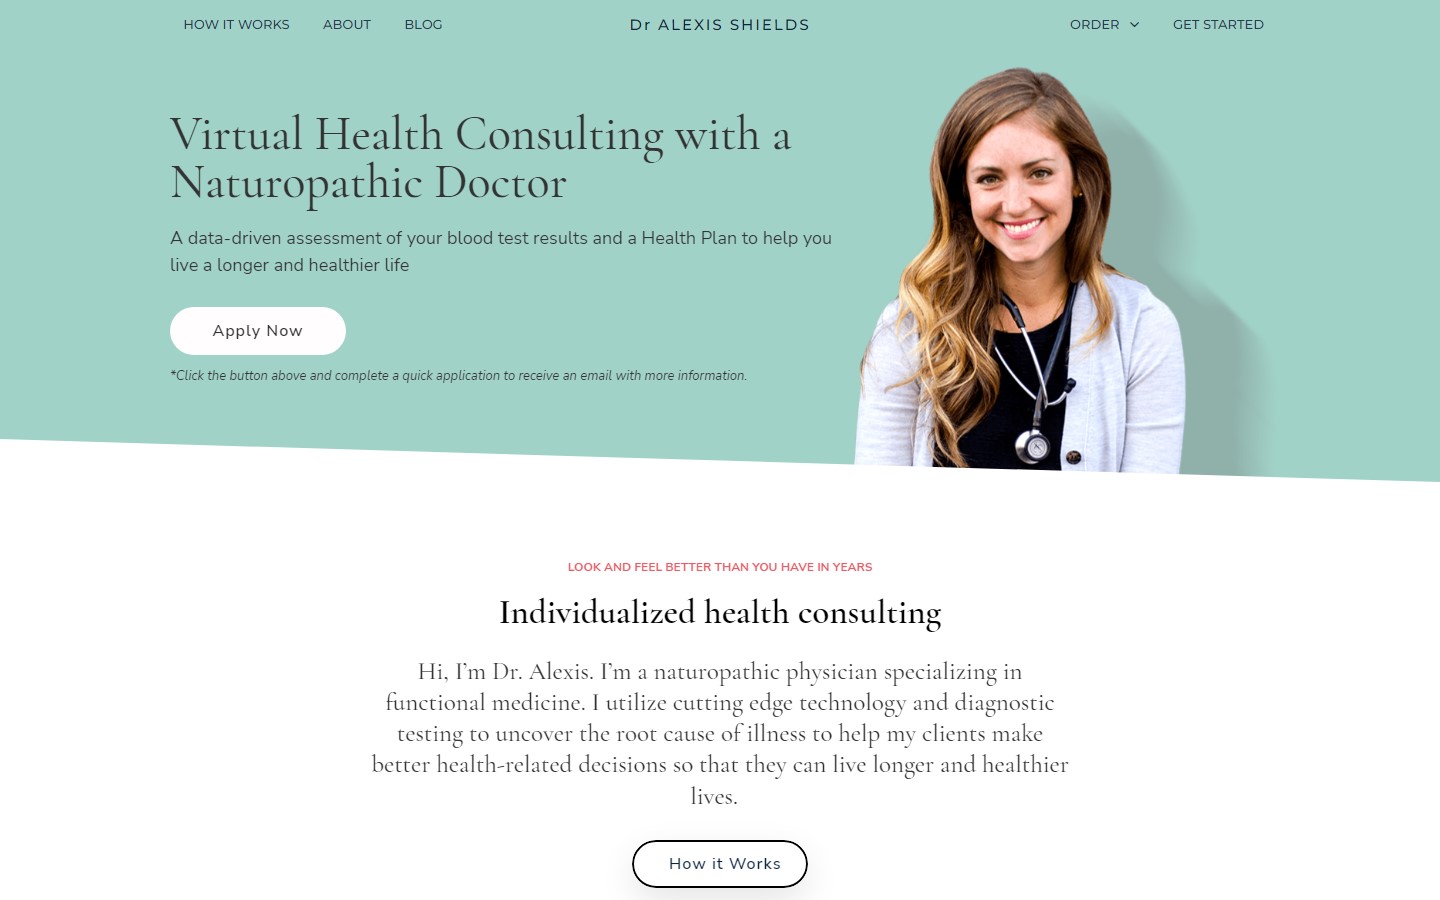 HOW IT WORKS ABOUT BLOG Dr ALEXIS SHIELDS ORDER GET STARTED
Virtual Health Consulting with a
Naturopathic Doctor
A data-driven assessment of your blood test results and a Health Plan to help you
live a longer and healthier life
Apply Now
*Click the button above and complete a quick application to receive an email with more information.
LOOK AND FEEL BETTER THAN YOU HAVE IN YEARS
Individualized health consulting
Hi, I’m Dr. Alexis. I’m a naturopathic physician specializing in
functional medicine. I utilize cutting edge technology and diagnostic
testing to uncover the root cause of illness to help my clients make
better health-related decisions so that they can live longer and healthier
lives.
How it Works